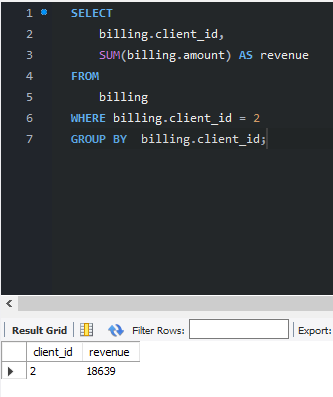 1 SELECT
2 billing.client_id,
3 SUM(billing.amount) AS revenue
4 FROM
5 billing
6 WHERE billing.client_id = 2
7 GROUP BY  billing.client_id;
Result Grid Filter Rows: Export:
client_id revenue
2 18639